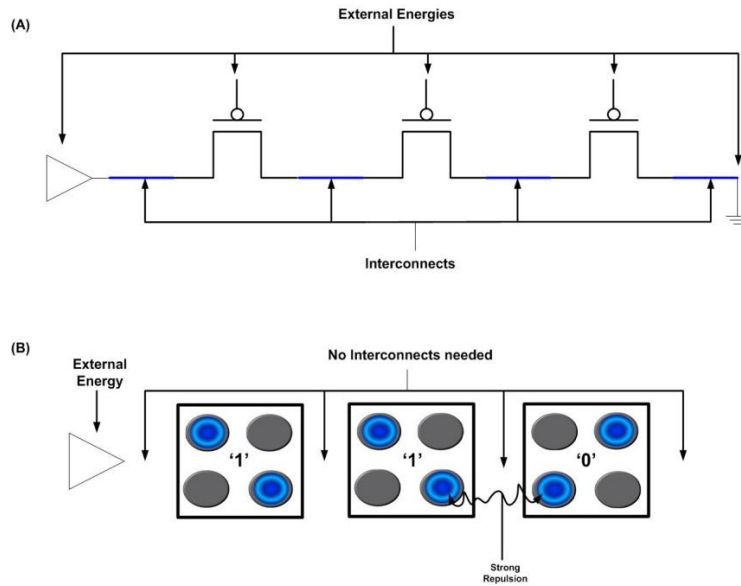 (A)
External Energies
Interconnects
(B)
No Interconnects needed
External
Energy
‘1’
‘1’
‘0’
Strong
Repulsion